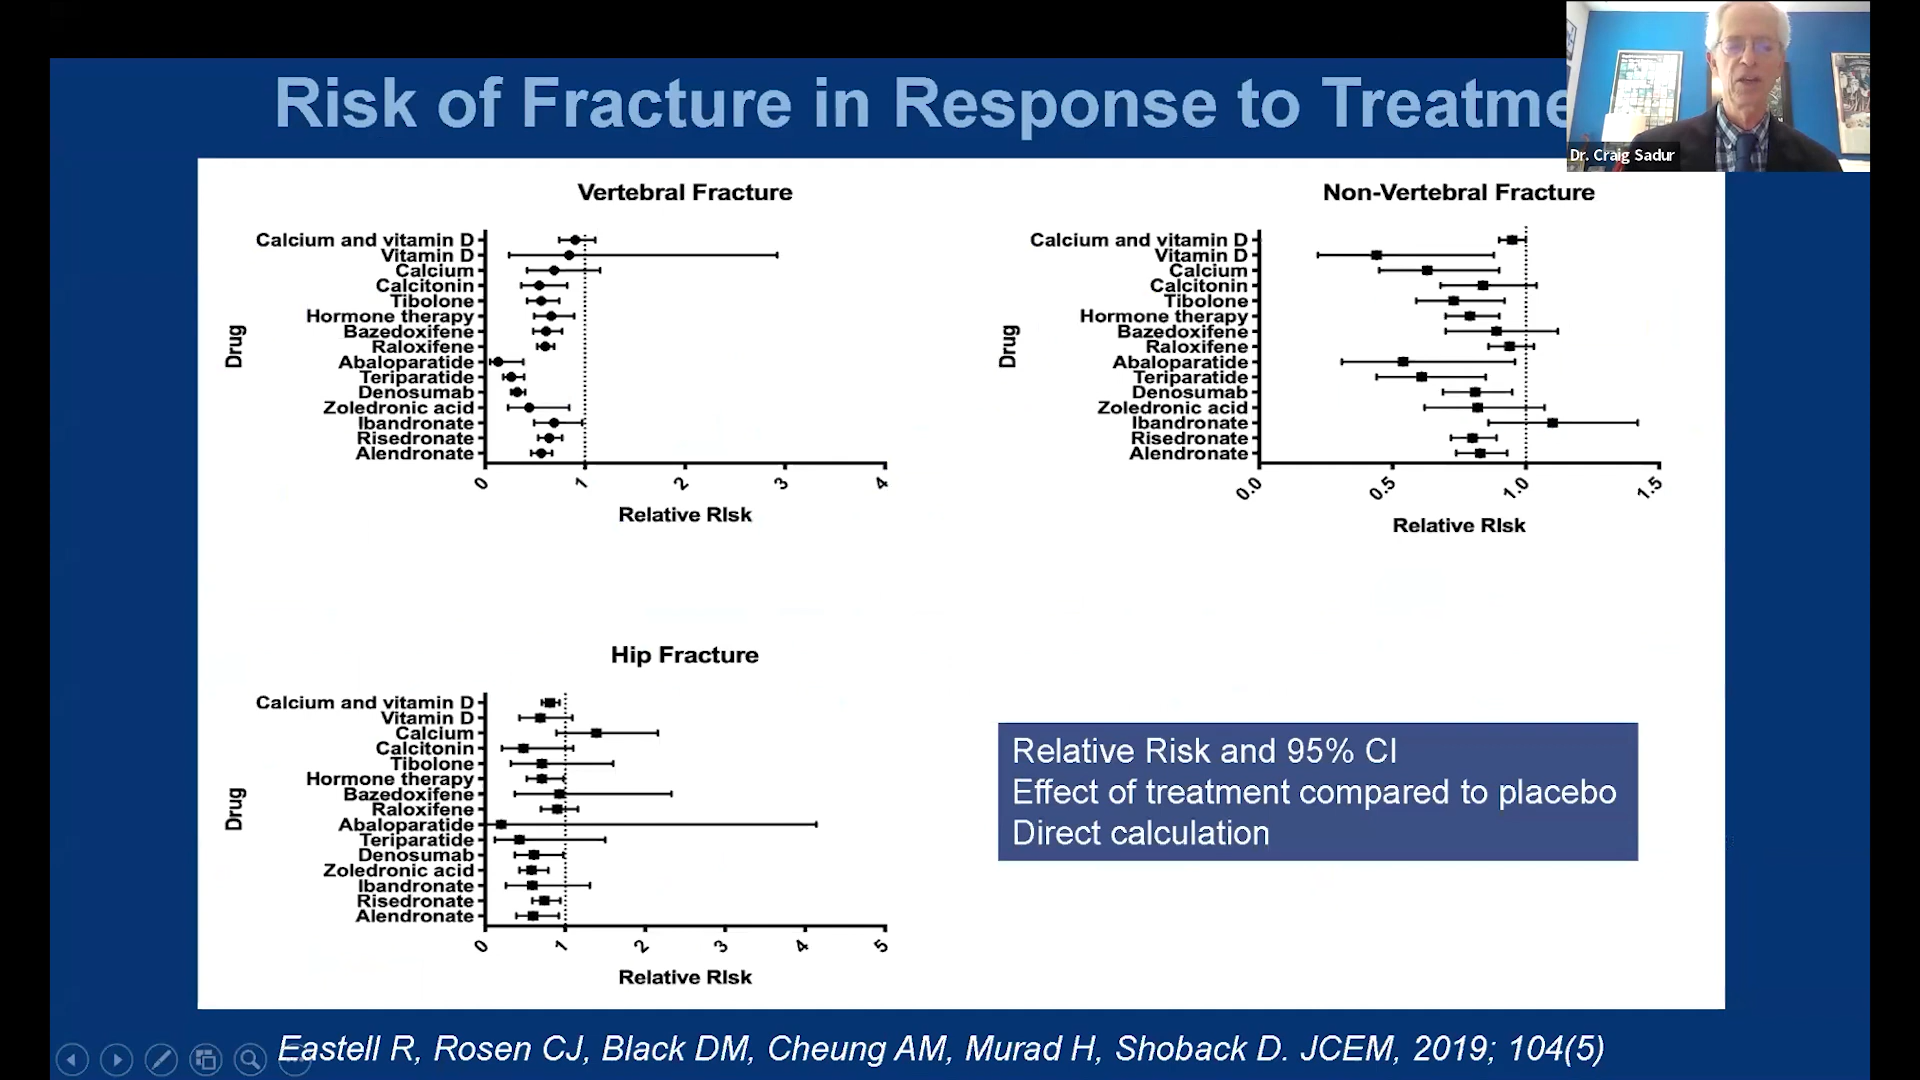 Risk of Fracture in Response to Treatme
Dr. Craig Sadur
Vertebral Fracture
Drug
Calcium and vitamin D
Vitamin D
Calcium
Calcitonin
Tibolone
Hormone therapy
Bazedoxifene
Raloxifene
Abaloparatide
Teriparatide
Denosumab
Zoledronic acid
Ibandronate
Risedronate
Alendronate
0 1 2 3 4
Relative RIsk
Non-Vertebral Fracture
Drug
Calcium and vitamin D
Vitamin D
Calcium
Calcitonin
Tibolone
Hormone therapy
Bazedoxifene
Raloxifene
Abaloparatide
Teriparatide
Denosumab
Zoledronic acid
Ibandronate
Risedronate
Alendronate
0.0 0.5 1.0 1.5
Relative RIsk
Hip Fracture
Drug
Calcium and vitamin D
Vitamin D
Calcium
Calcitonin
Tibolone
Hormone therapy
Bazedoxifene
Raloxifene
Abaloparatide
Teriparatide
Denosumab
Zoledronic acid
Ibandronate
Risedronate
Alendronate
0 1 2 3 4 5
Relative RIsk
Relative Risk and 95% CI
Effect of treatment compared to placebo
Direct calculation
Eastell R, Rosen CJ, Black DM, Cheung AM, Murad H, Shoback D. JCEM, 2019; 104(5)